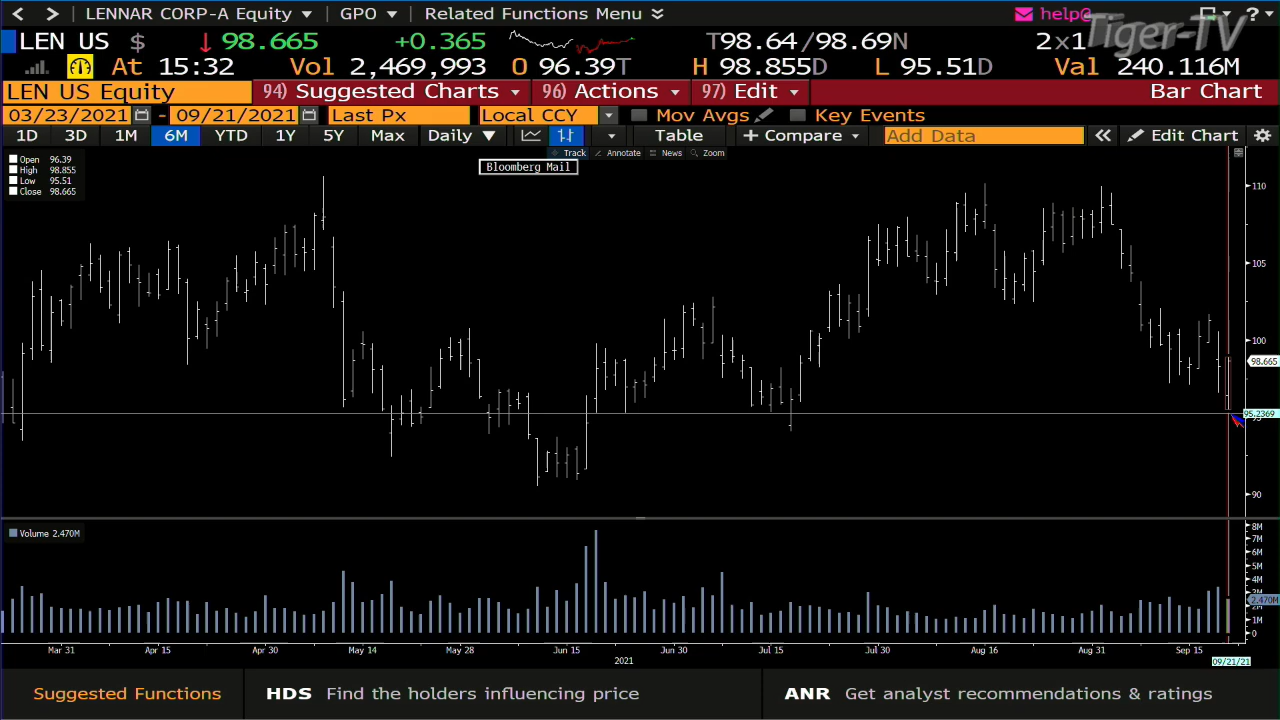 LENNAR CORP-A Equity GPO Related Functions Menu help@ ?
Tiger-TV
LEN US $ 98.665 +0.365 T98.64/98.69N 2x1
At 15:32 Vol 2,469,993 O 96.39T H 98.855D L 95.51D Val 240.116M
LEN US Equity 94) Suggested Charts 96) Actions 97) Edit Bar Chart
03/23/2021 - 09/21/2021 Last Px Local CCY Mov Avgs Key Events
1D 3D 1M 6M YTD 1Y 5Y Max Daily Table + Compare Add Data Edit Chart
Track Annotate News Zoom
Bloomberg Mail
Open 96.39
High 98.855
Low 95.51
Close 98.665
110
105
100
98.665
95.2369
90
Volume 2.470M
8M
7M
6M
5M
4M
3M
2.470M
2M
1M
0
Mar 31 Apr 15 Apr 30 May 14 May 28 Jun 15 Jun 30 Jul 15 Jul 30 Aug 16 Aug 31 Sep 15
2021
09/21/21
Suggested Functions HDS Find the holders influencing price ANR Get analyst recommendations & ratings